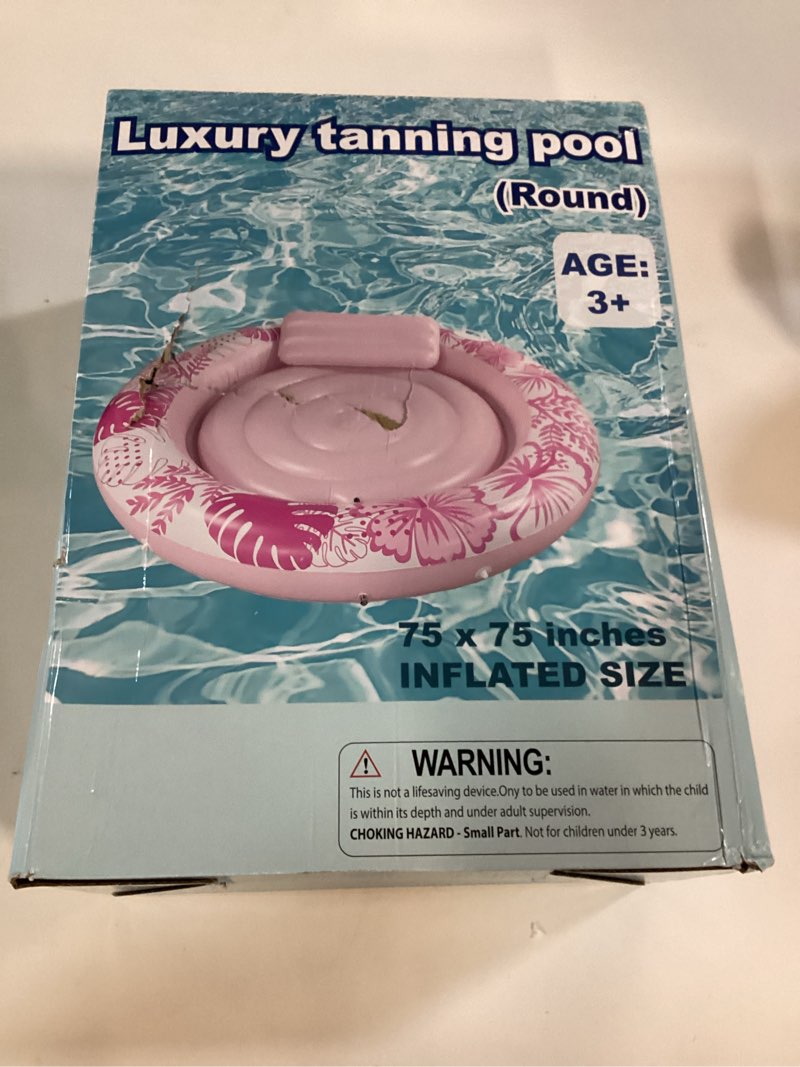 Luxury tanning pool
(Round)
AGE:
3+
75 x 75 inches
INFLATED SIZE
WARNING:
This is not a lifesaving device.Ony to be used in water in which the child
is within its depth and under adult supervision.
CHOKING HAZARD - Small Part. Not for children under 3 years.